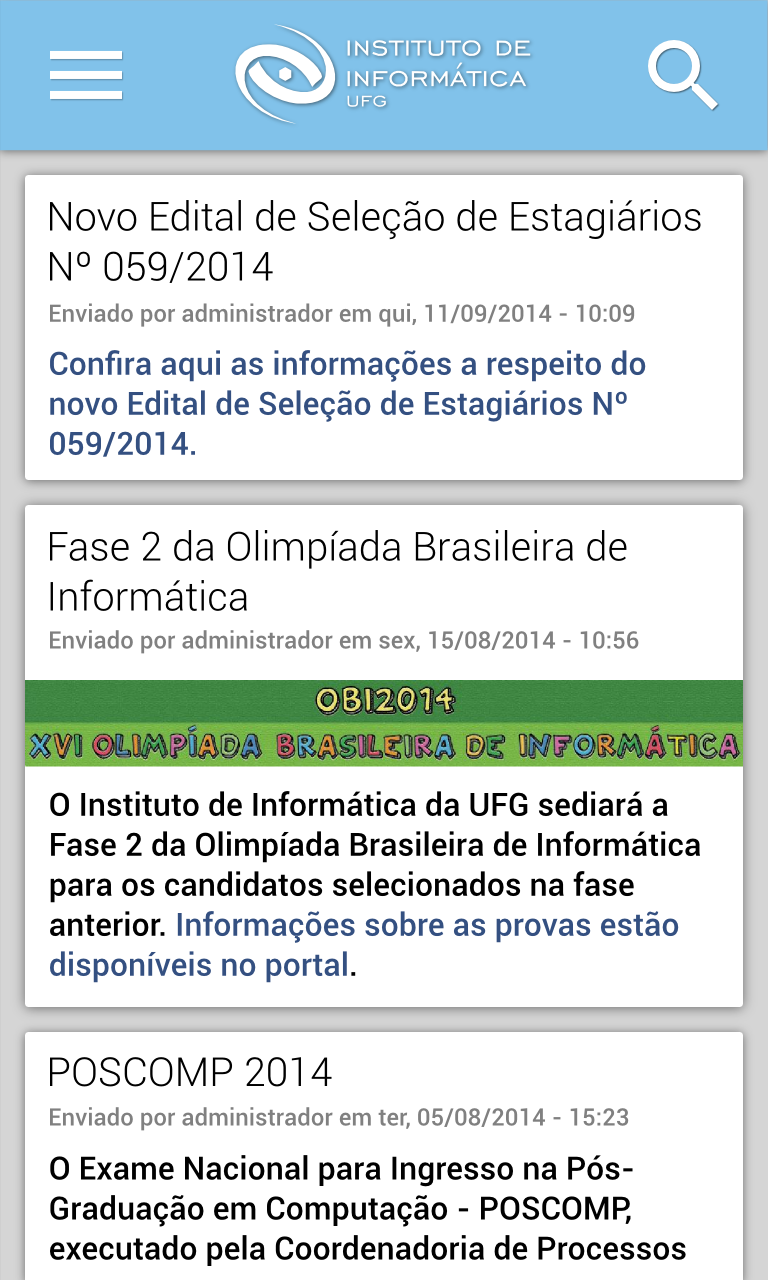 INSTITUTO DE
INFORMÁTICA
UFG
Novo Edital de Seleção de Estagiários
Nº 059/2014
Enviado por administrador em qui, 11/09/2014 - 10:09
Confira aqui as informações a respeito do
novo Edital de Seleção de Estagiários Nº
059/2014.
Fase 2 da Olimpíada Brasileira de
Informática
Enviado por administrador em sex, 15/08/2014 - 10:56
OBI2014
XVI OLIMPÍADA BRASILEIRA DE INFORMÁTICA
O Instituto de Informática da UFG sediará a
Fase 2 da Olimpíada Brasileira de Informática
para os candidatos selecionados na fase
anterior. Informações sobre as provas estão
disponíveis no portal.
POSCOMP 2014
Enviado por administrador em ter, 05/08/2014 - 15:23
O Exame Nacional para Ingresso na Pós-
Graduação em Computação - POSCOMP,
executado pela Coordenadoria de Processos